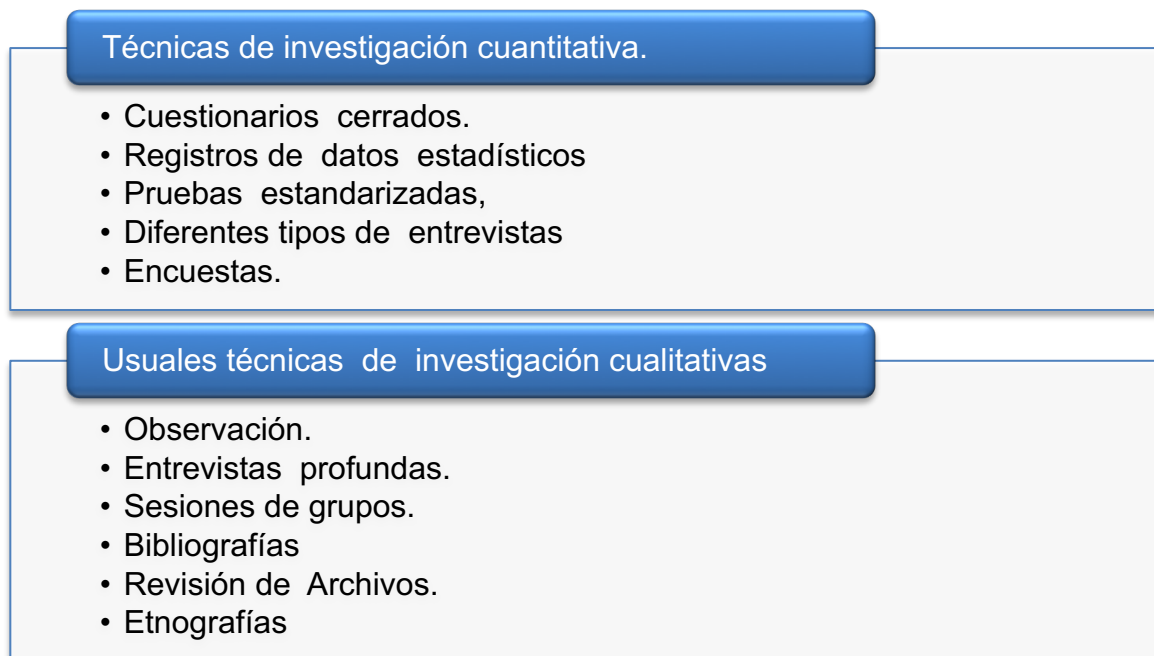 Técnicas de investigación cuantitativa.
• Cuestionarios cerrados.
• Registros de datos estadísticos
• Pruebas estandarizadas,
• Diferentes tipos de entrevistas
• Encuestas.
Usuales técnicas de investigación cualitativas
• Observación.
• Entrevistas profundas.
• Sesiones de grupos.
• Bibliografías
• Revisión de Archivos.
• Etnografías